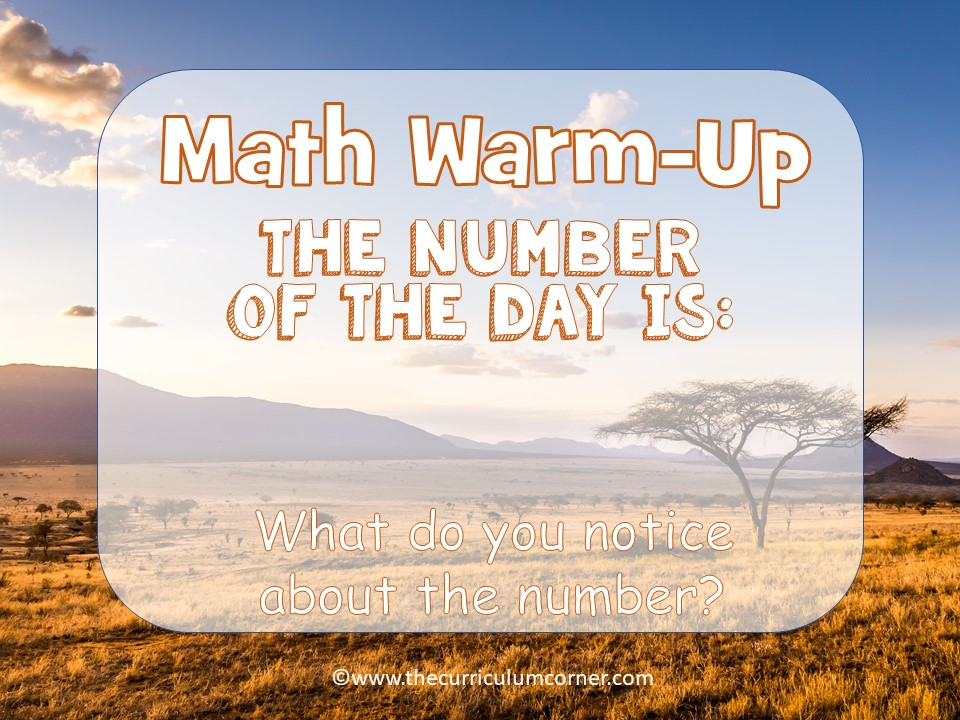 Math Warm-Up
THE NUMBER
OF THE DAY IS:
What do you notice
about the number?
©www.thecurriculumcorner.com